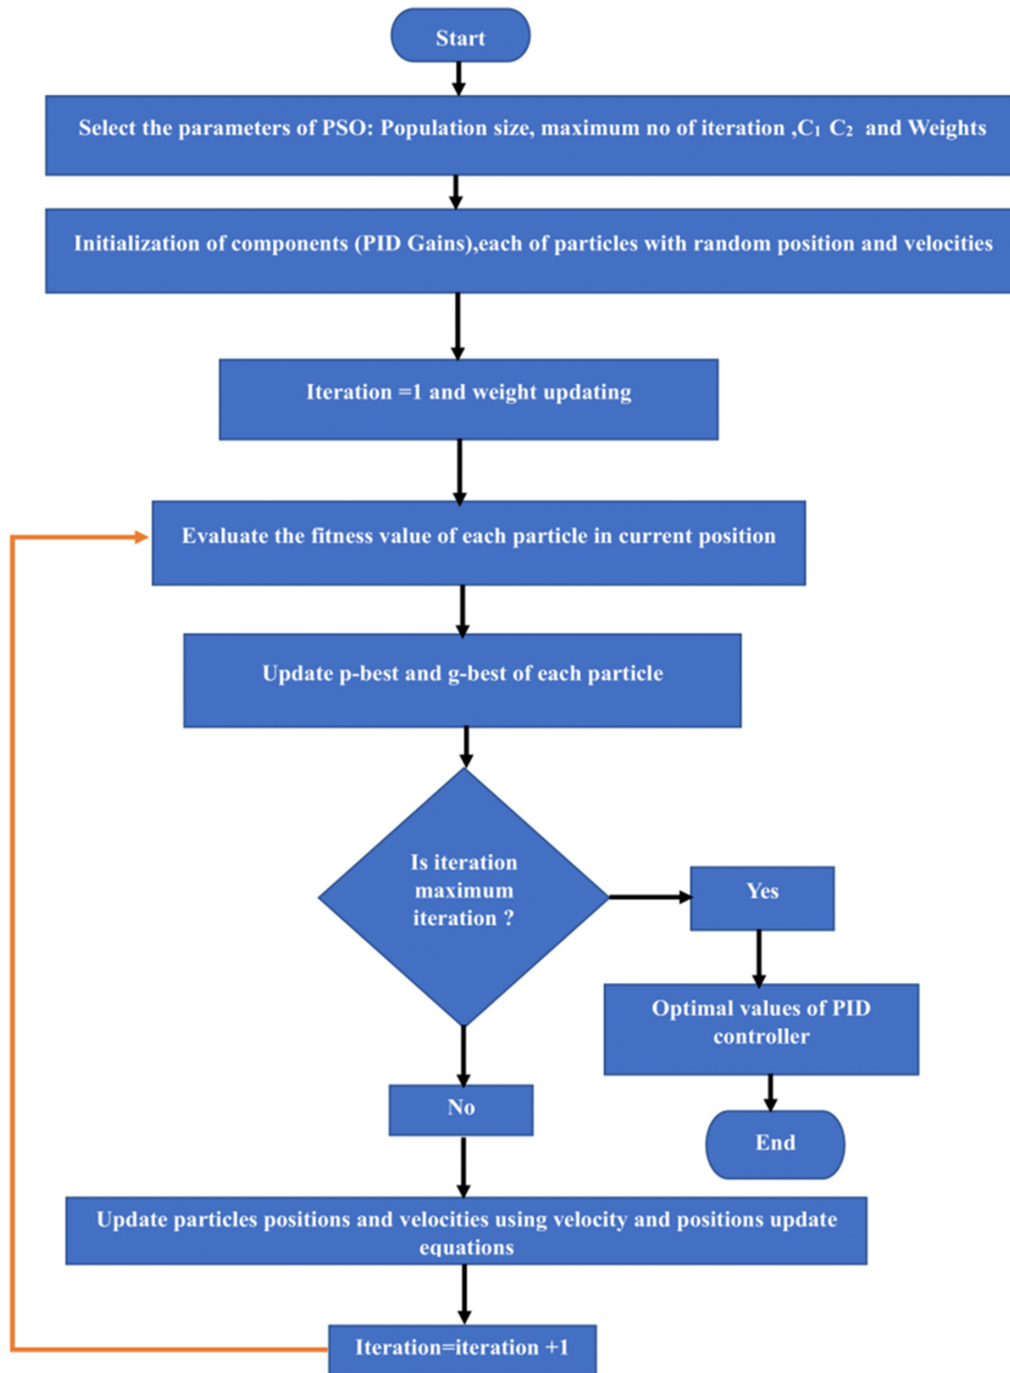 Start
Select the parameters of PSO: Population size, maximum no of iteration ,C₁ C₂ and Weights
Initialization of components (PID Gains),each of particles with random position and velocities
Iteration =1 and weight updating
Evaluate the fitness value of each particle in current position
Update p-best and g-best of each particle
Is iteration
maximum
iteration ?
Yes
Optimal values of PID
controller
End
No
Update particles positions and velocities using velocity and positions update
equations
Iteration=iteration +1